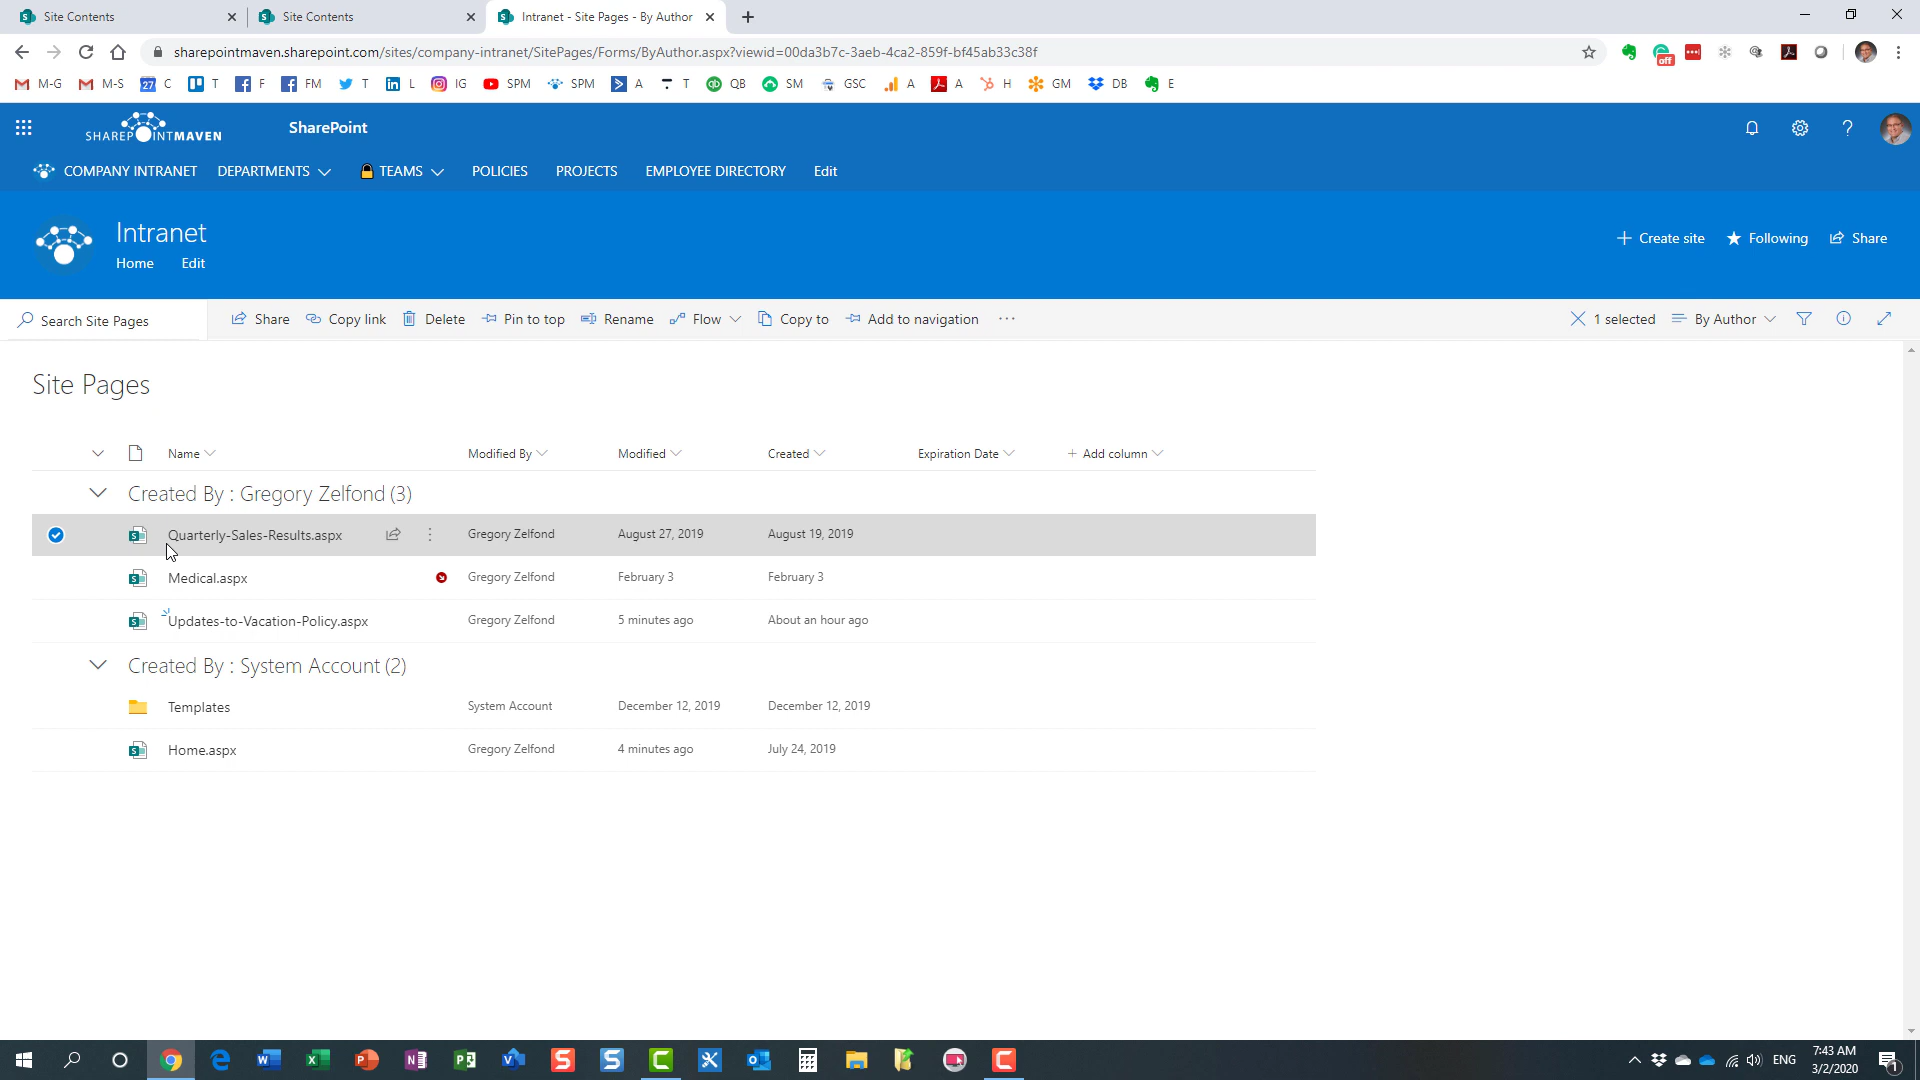 Site Contents
Site Contents
Intranet - Site Pages - By Author
sharepointmaven.sharepoint.com/sites/company-intranet/SitePages/Forms/ByAuthor.aspx?viewid=00da3b7c-3aeb-4ca2-859f-bf45ab33c38f
off
M-G M-S 27 C T F FM T L IG SPM SPM A T QB SM GSC A A H GM DB E
SHAREPOINTMAVEN SharePoint
COMPANY INTRANET DEPARTMENTS TEAMS POLICIES PROJECTS EMPLOYEE DIRECTORY Edit
Intranet
Home Edit
Create site Following Share
Search Site Pages Share Copy link Delete Pin to top Rename Flow Copy to Add to navigation ... 1 selected By Author
Site Pages
Name Modified By Modified Created Expiration Date + Add column
Created By : Gregory Zelfond (3)
Quarterly-Sales-Results.aspx Gregory Zelfond August 27, 2019 August 19, 2019
Medical.aspx Gregory Zelfond February 3 February 3
Updates-to-Vacation-Policy.aspx Gregory Zelfond 5 minutes ago About an hour ago
Created By : System Account (2)
Templates System Account December 12, 2019 December 12, 2019
Home.aspx Gregory Zelfond 4 minutes ago July 24, 2019
ENG
7:43 AM
3/2/2020
1